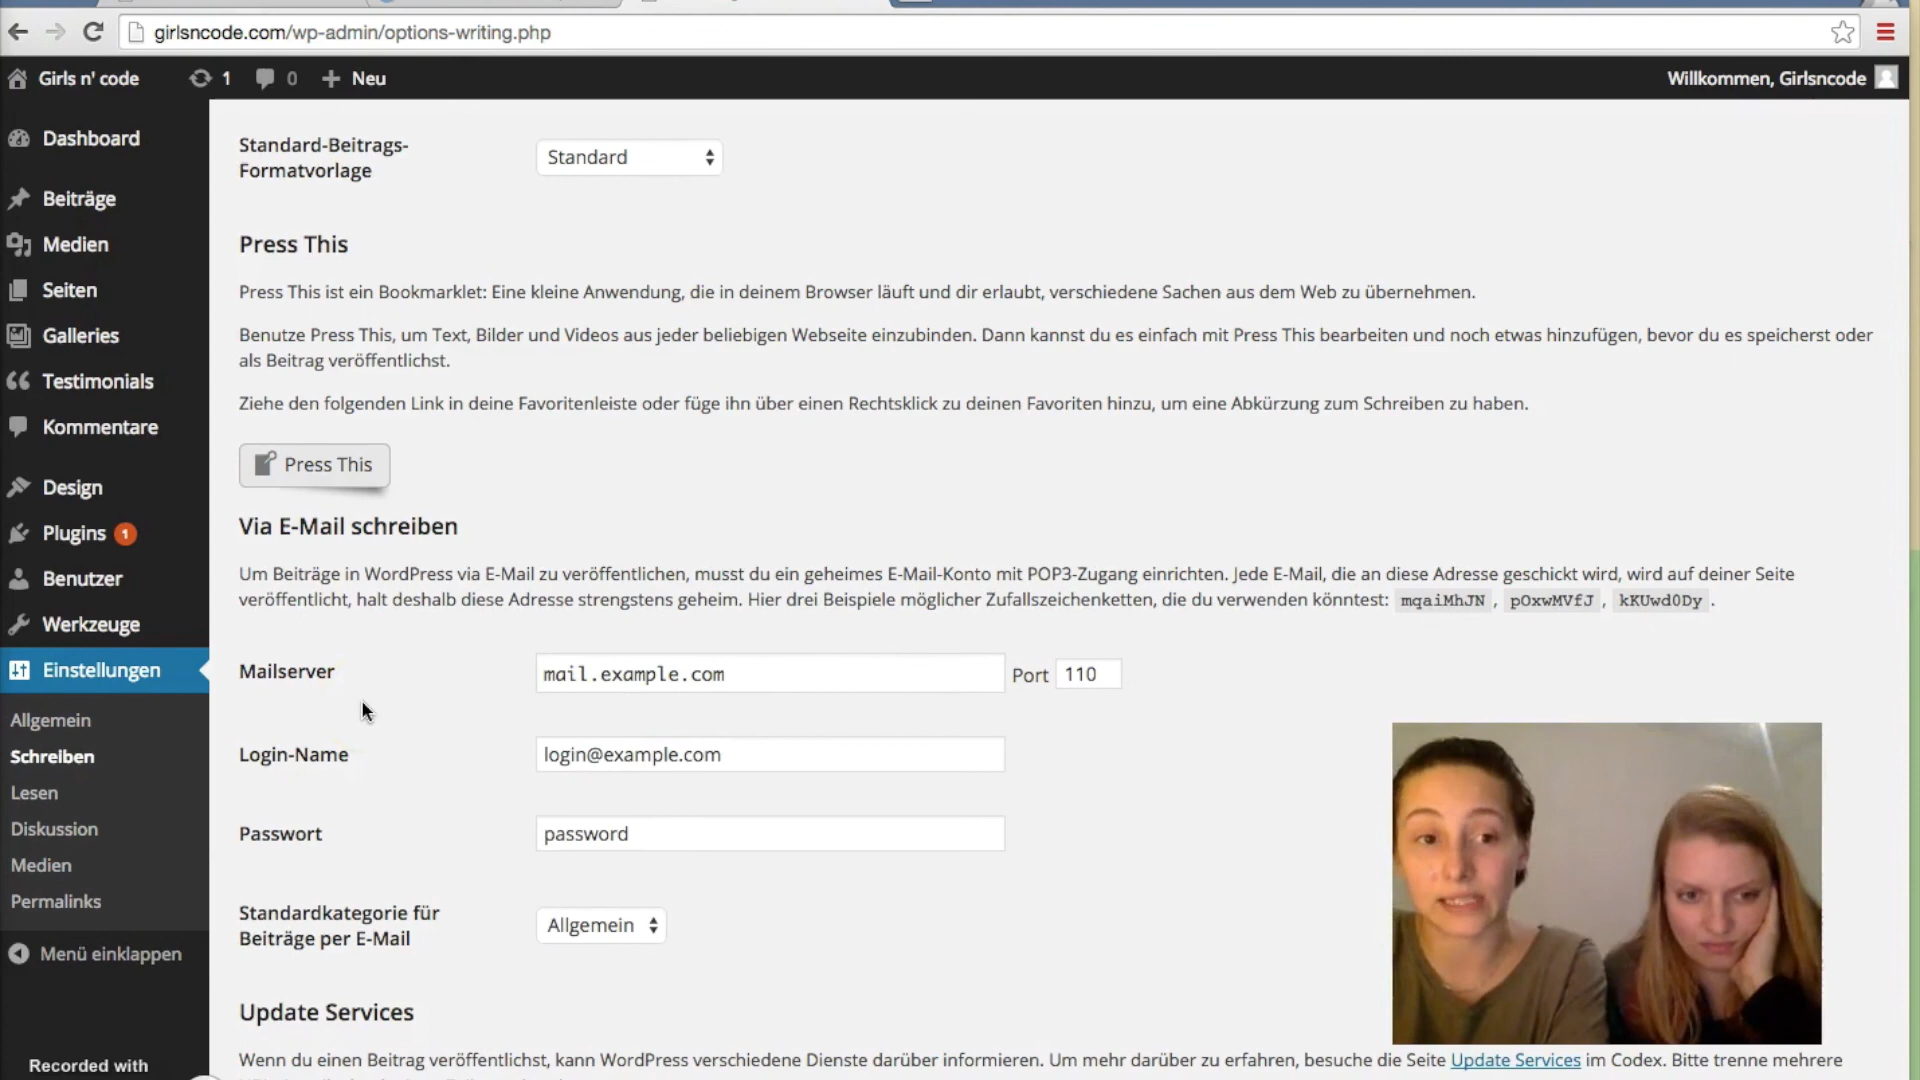 girlsncode.com/wp-admin/options-writing.php
Girls n' code 1 0 Neu Willkommen, Girlsncode
Dashboard
Beiträge
Medien
Seiten
Galleries
Testimonials
Kommentare
Design
Plugins 1
Benutzer
Werkzeuge
Einstellungen
Allgemein
Schreiben
Lesen
Diskussion
Medien
Permalinks
Menü einklappen
Recorded with
Standard-Beitrags-
Formatvorlage
Standard
Press This
Press This ist ein Bookmarklet: Eine kleine Anwendung, die in deinem Browser läuft und dir erlaubt, verschiedene Sachen aus dem Web zu übernehmen.
Benutze Press This, um Text, Bilder und Videos aus jeder beliebigen Webseite einzubinden. Dann kannst du es einfach mit Press This bearbeiten und noch etwas hinzufügen, bevor du es speicherst oder
als Beitrag veröffentlichst.
Ziehe den folgenden Link in deine Favoritenleiste oder füge ihn über einen Rechtsklick zu deinen Favoriten hinzu, um eine Abkürzung zum Schreiben zu haben.
Press This
Via E-Mail schreiben
Um Beiträge in WordPress via E-Mail zu veröffentlichen, musst du ein geheimes E-Mail-Konto mit POP3-Zugang einrichten. Jede E-Mail, die an diese Adresse geschickt wird, wird auf deiner Seite
veröffentlicht, halt deshalb diese Adresse strengstens geheim. Hier drei Beispiele möglicher Zufallszeichenketten, die du verwenden könntest: mqaiMhJN , pOxwMVfJ , kKUwd0Dy .
Mailserver
mail.example.com Port 110
Login-Name
login@example.com
Passwort
password
Standardkategorie für
Beiträge per E-Mail
Allgemein
Update Services
Wenn du einen Beitrag veröffentlichst, kann WordPress verschiedene Dienste darüber informieren. Um mehr darüber zu erfahren, besuche die Seite Update Services im Codex. Bitte trenne mehrere